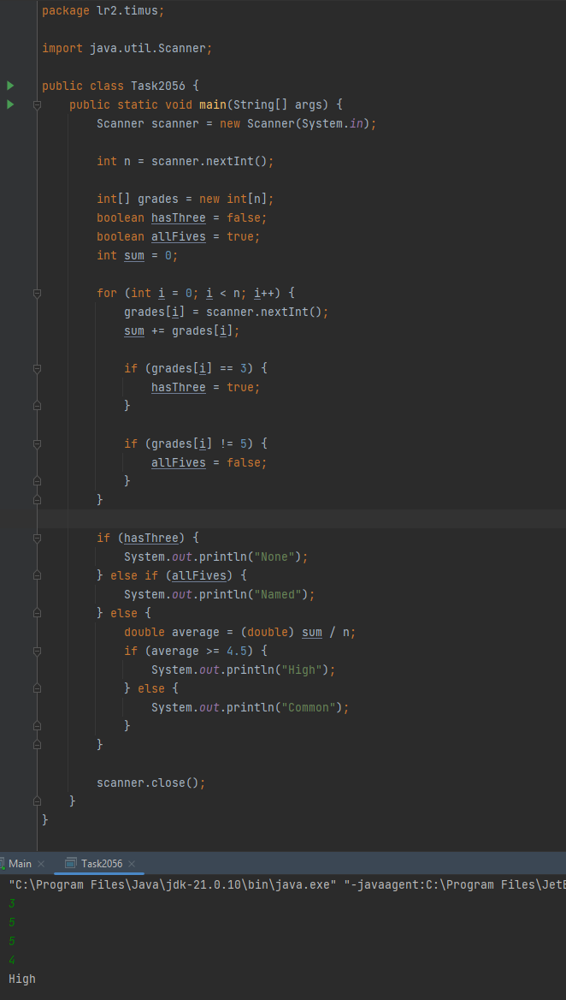 package lr2.timus;
import java.util.Scanner;
public class Task2056 {
    public static void main(String[] args) {
        Scanner scanner = new Scanner(System.in);
        int n = scanner.nextInt();
        int[] grades = new int[n];
        boolean hasThree = false;
        boolean allFives = true;
        int sum = 0;
        for (int i = 0; i < n; i++) {
            grades[i] = scanner.nextInt();
            sum += grades[i];
            if (grades[i] == 3) {
                hasThree = true;
            }
            if (grades[i] != 5) {
                allFives = false;
            }
        }
        if (hasThree) {
            System.out.println("None");
        } else if (allFives) {
            System.out.println("Named");
        } else {
            double average = (double) sum / n;
            if (average >= 4.5) {
                System.out.println("High");
            } else {
                System.out.println("Common");
            }
        }
        scanner.close();
    }
}
Main × Task2056 ×
"C:\Program Files\Java\jdk-21.0.10\bin\java.exe" "-javaagent:C:\Program Files\JetB
3
5
5
4
High